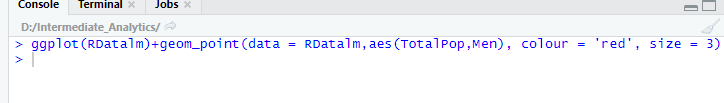 Console Terminal × Jobs ×
D:/Intermediate_Analytics/
> ggplot(RDatalm)+geom_point(data = RDatalm,aes(TotalPop,Men), colour = 'red', size = 3)
>